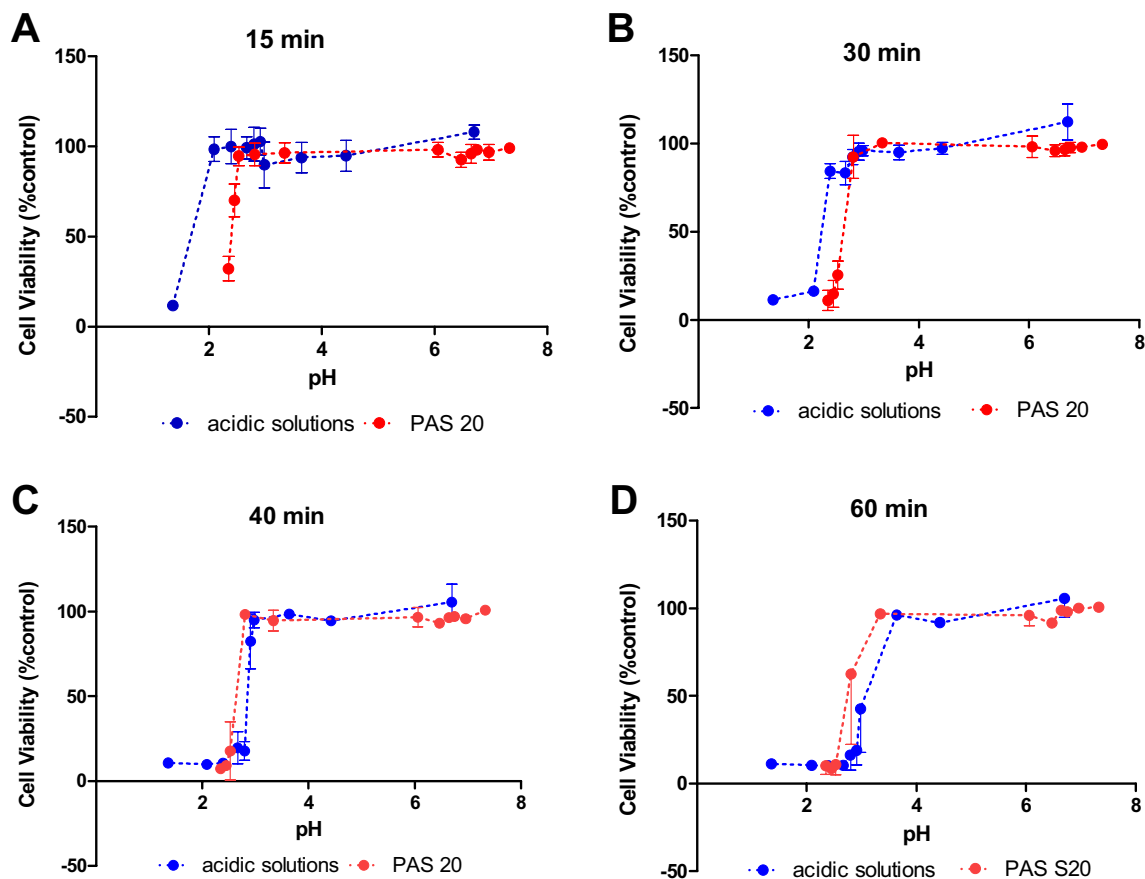 A
15 min
Cell Viability (%control)
150
100
50
0
-50
2
4
6
8
pH
acidic solutions
PAS 20
B
30 min
Cell Viability (%control)
150
100
50
0
-50
2
4
6
8
pH
acidic solutions
PAS 20
C
40 min
Cell Viability (%control)
150
100
50
0
-50
2
4
6
8
pH
acidic solutions
PAS 20
D
60 min
Cell Viability (%control)
150
100
50
0
-50
2
4
6
8
pH
acidic solutions
PAS S20